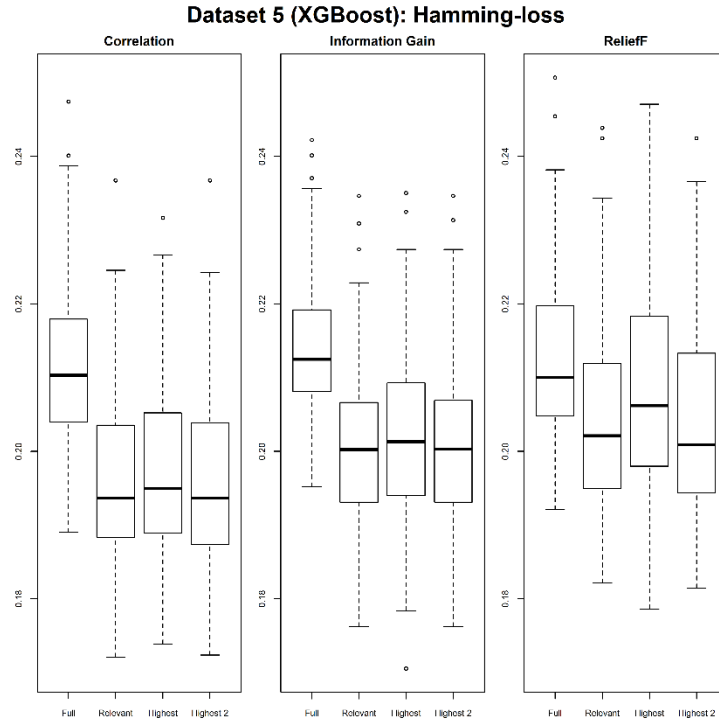 Dataset 5 (XGBoost): Hamming-loss
Correlation
0.24
0.22
0.20
0.18
Full Relevant Highest Highest 2
Information Gain
0.24
0.22
0.20
0.18
Full Relevant Highest Highest 2
ReliefF
0.24
0.22
0.20
0.18
Full Relevant Highest Highest 2